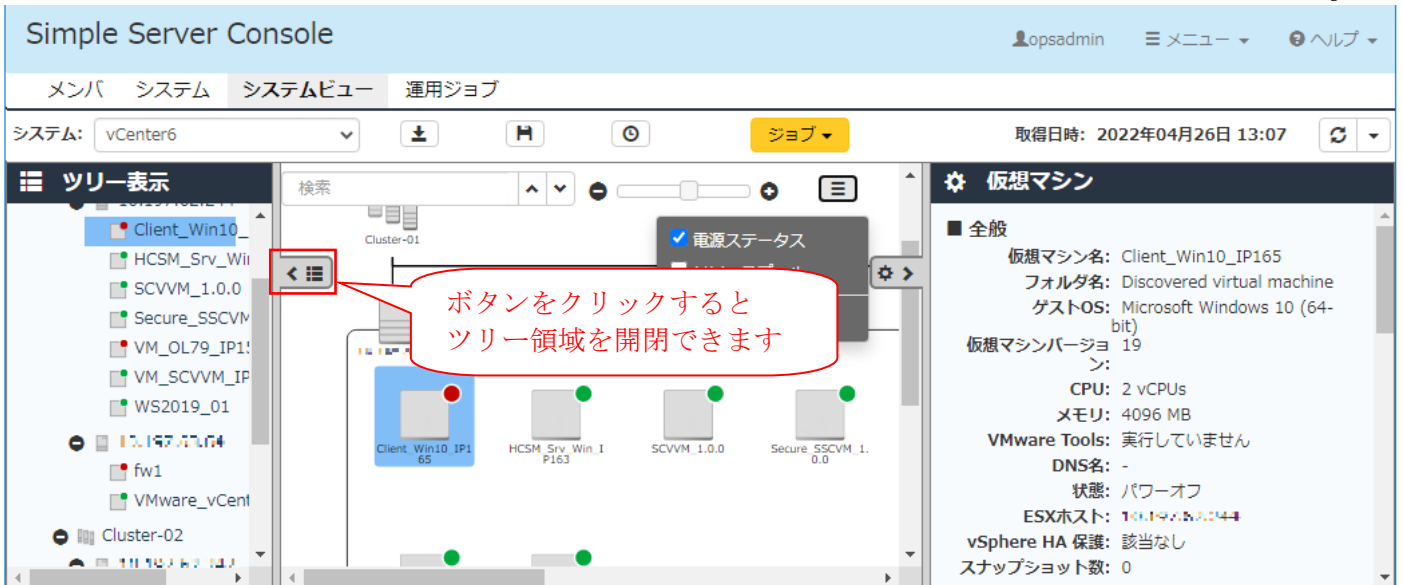 Simple Server Console
opsadmin メニュー ヘルプ
メンバ システム システムビュー 運用ジョブ
システム: vCenter6 ジョブ 取得日時: 2022年04月26日 13:07
ツリー表示
Client_Win10_
HCSM_Srv_Wi
SCVVM_1.0.0
Secure_SSCVM
VM_OL79_IP1
VM_SCVVM_IP
WS2019_01
fw1
VMware_vCent
Cluster-02
検索
Cluster-01
電源ステータス
ボタンをクリックすると
ツリー領域を開閉できます
Client_Win10_IP1
65
HCSM_Srv_Win_I
P163
SCVVM_1.0.0
Secure_SSCVM_1.
0.0
仮想マシン
全般
仮想マシン名: Client_Win10_IP165
フォルダ名: Discovered virtual machine
ゲストOS: Microsoft Windows 10 (64-
bit)
仮想マシンバージョ 19
ン:
CPU: 2 vCPUs
メモリ: 4096 MB
VMware Tools: 実行していません
DNS名: -
状態: パワーオフ
ESXホスト:
vSphere HA 保護: 該当なし
スナップショット数: 0